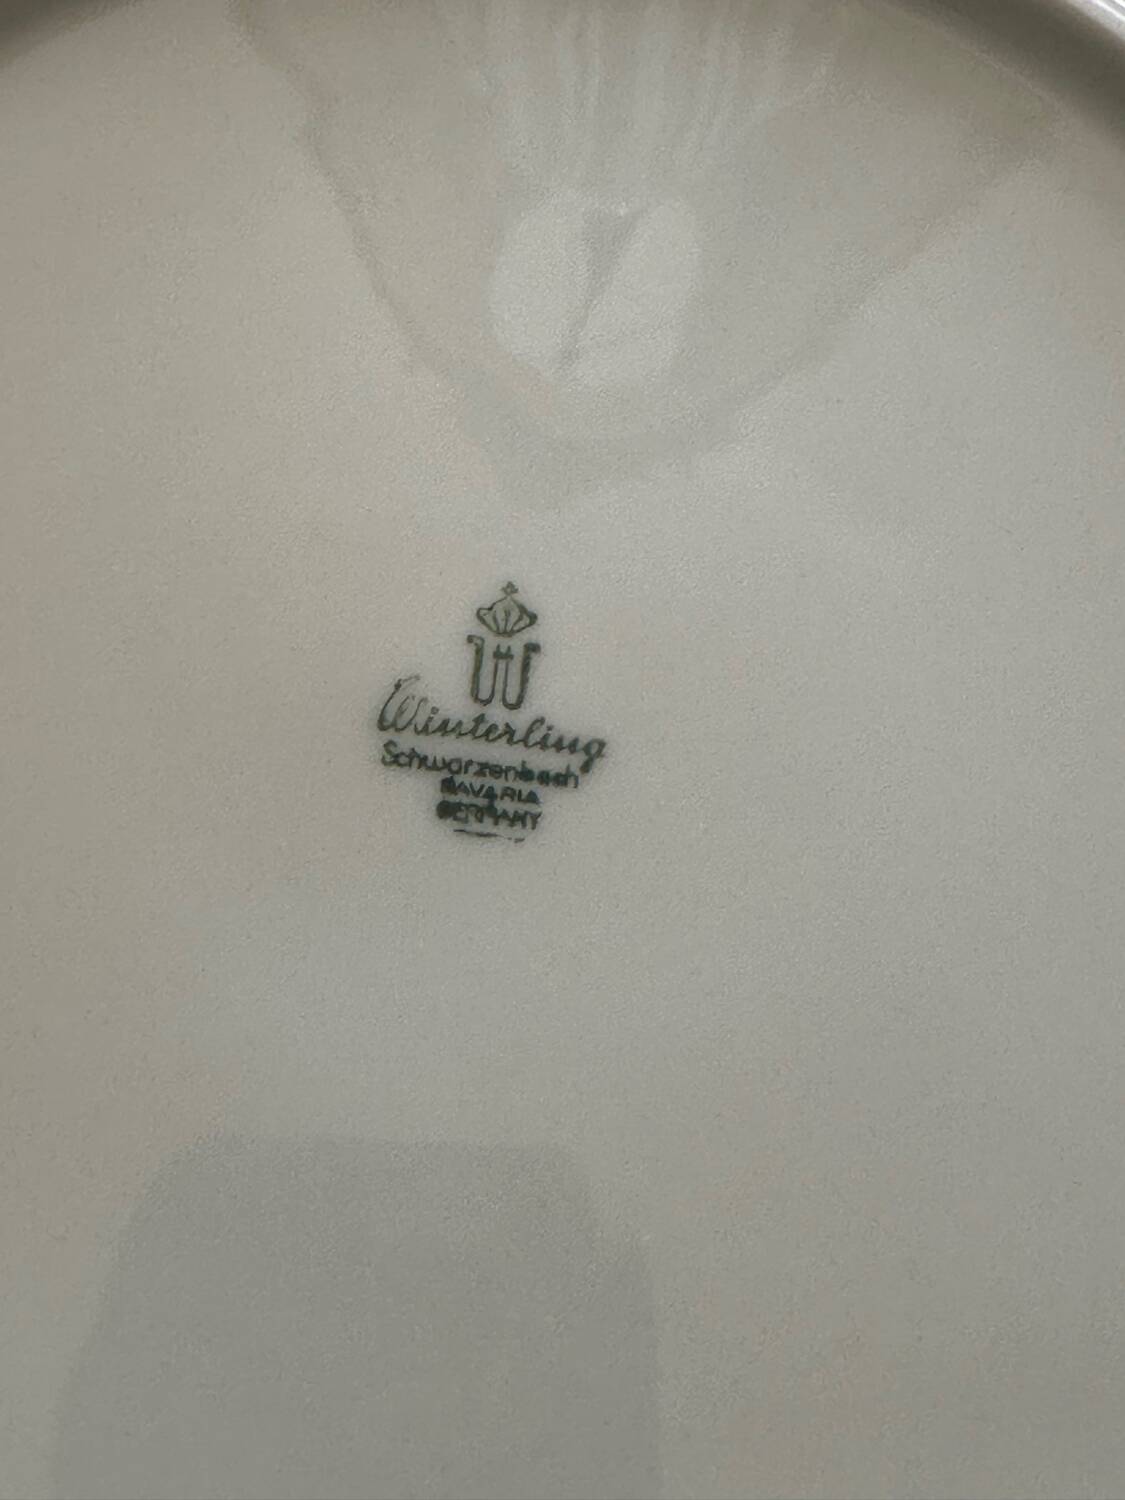 W
Winterling
Schwarzenbach
BAVARIA
GERMANY